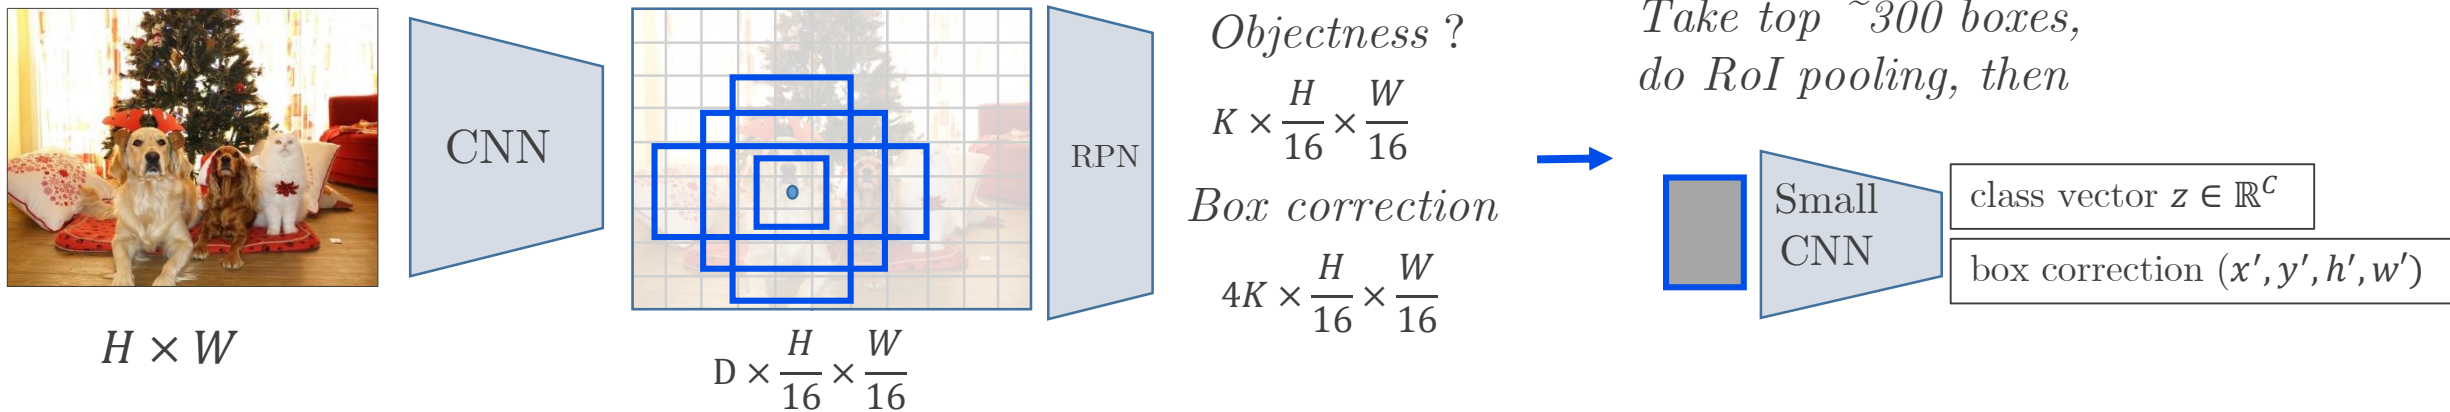 H × W
CNN
D × H/16 × W/16
RPN
Objectness ?
K × H/16 × W/16
Box correction
4K × H/16 × W/16
Take top ~300 boxes,
do RoI pooling, then
Small
CNN
class vector z ∈ ℝ^C
box correction (x′, y′, h′, w′)